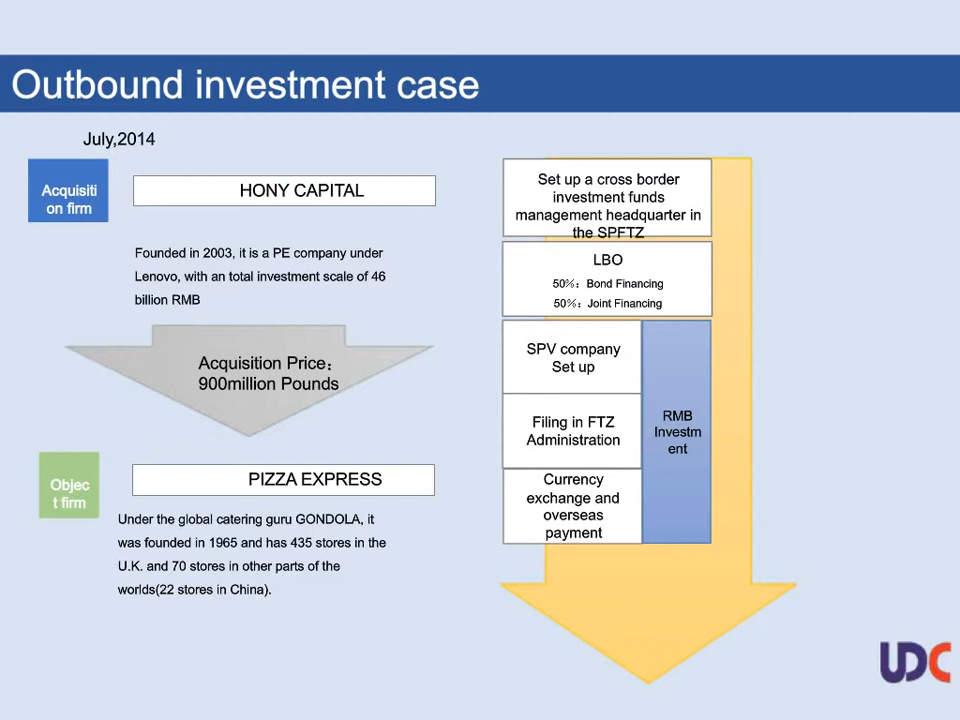 Outbound investment case
July,2014
Acquisiti
on firm
HONY CAPITAL
Founded in 2003, it is a PE company under
Lenovo, with an total investment scale of 46
billion RMB
Acquisition Price：
900million Pounds
Objec
t firm
PIZZA EXPRESS
Under the global catering guru GONDOLA, it
was founded in 1965 and has 435 stores in the
U.K. and 70 stores in other parts of the
worlds(22 stores in China).
Set up a cross border
investment funds
management headquarter in
the SPFTZ
LBO
50%：Bond Financing
50%：Joint Financing
SPV company
Set up
Filing in FTZ
Administration
Currency
exchange and
overseas
payment
RMB
Investm
ent
UDC